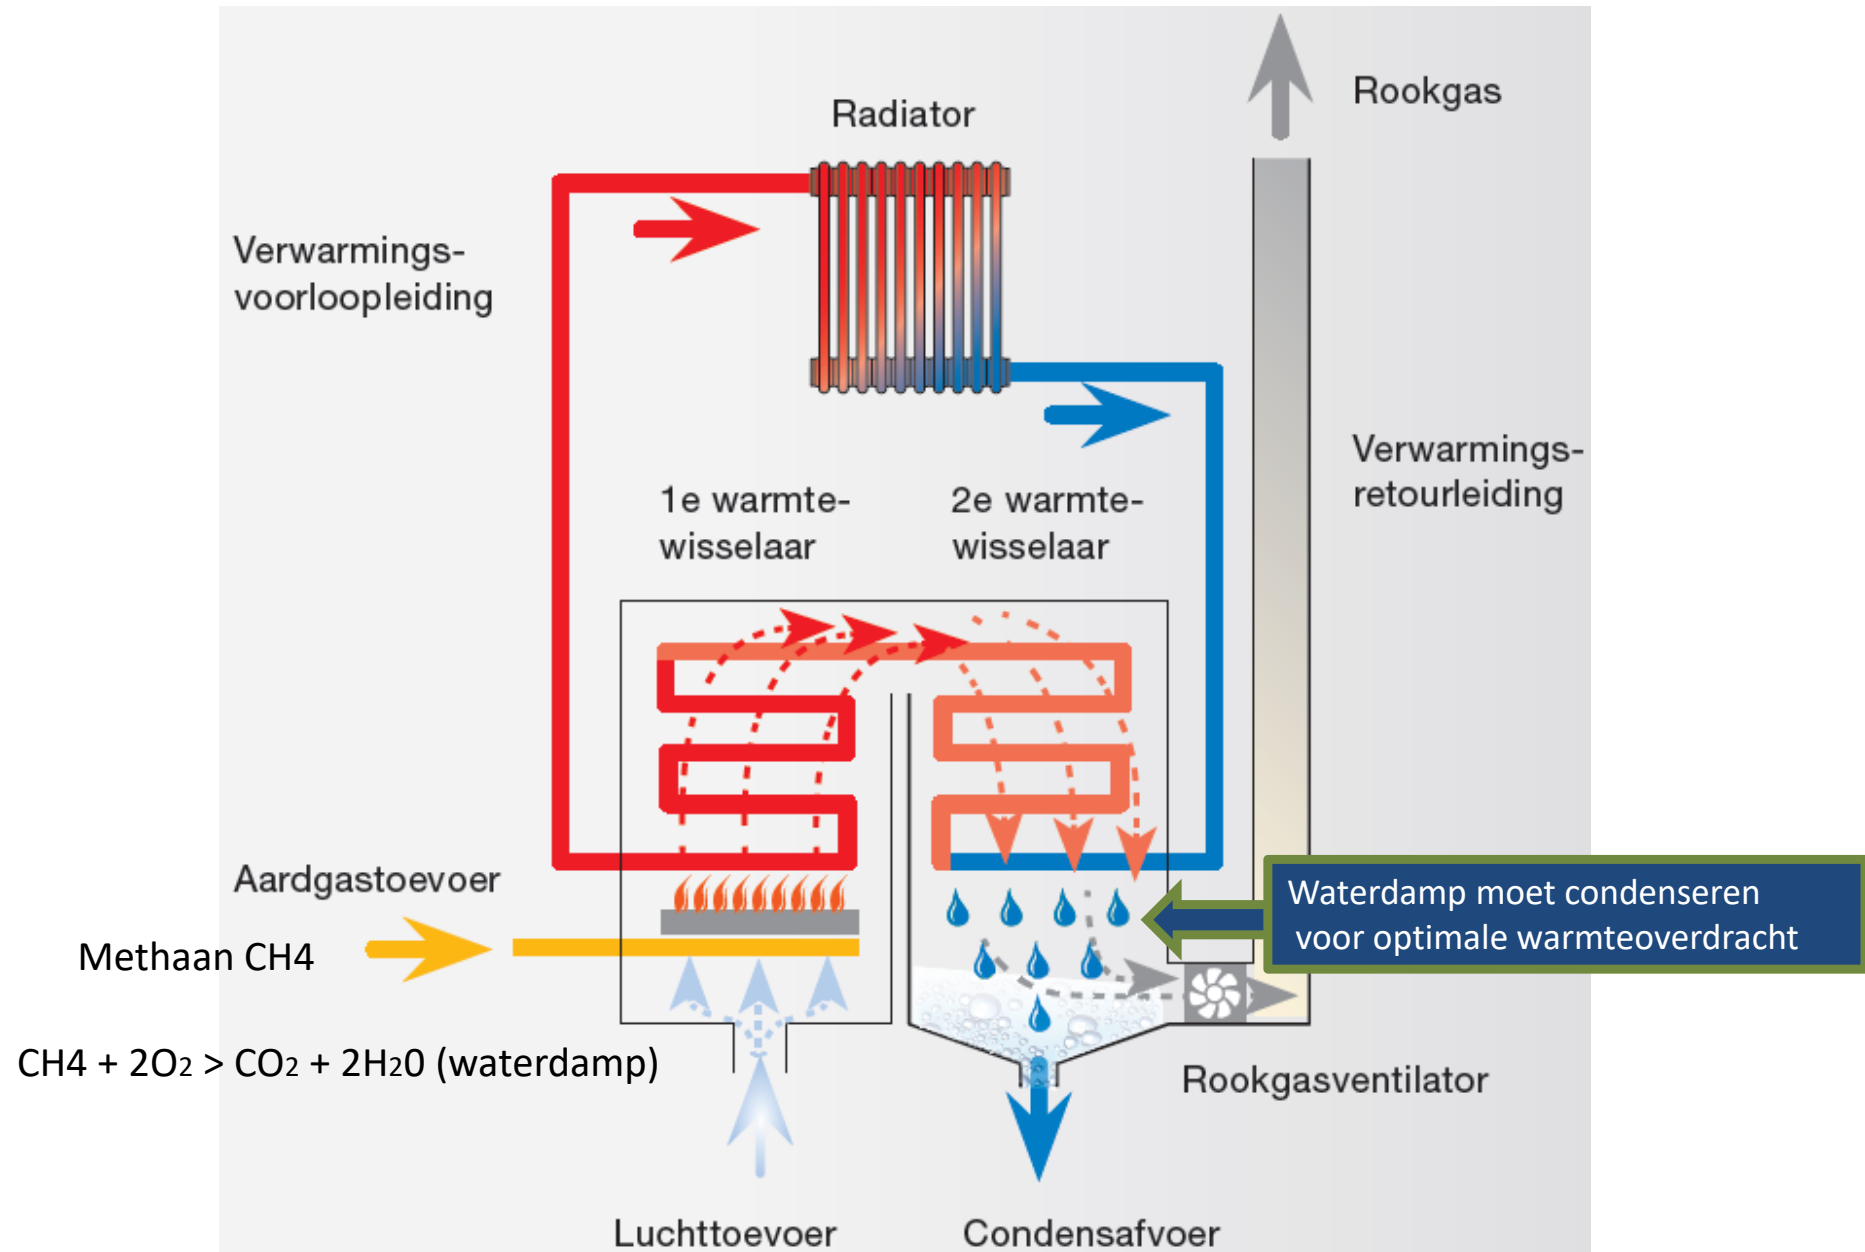 Rookgas
Radiator
Verwarmings-
voorloopleiding
Verwarmings-
retourleiding
1e warmte-
wisselaar
2e warmte-
wisselaar
Aardgastoevoer
Waterdamp moet condenseren
voor optimale warmteoverdracht
Methaan CH4
CH4 + 2O2 > CO2 + 2H20 (waterdamp)
Rookgasventilator
Luchttoevoer
Condensafvoer